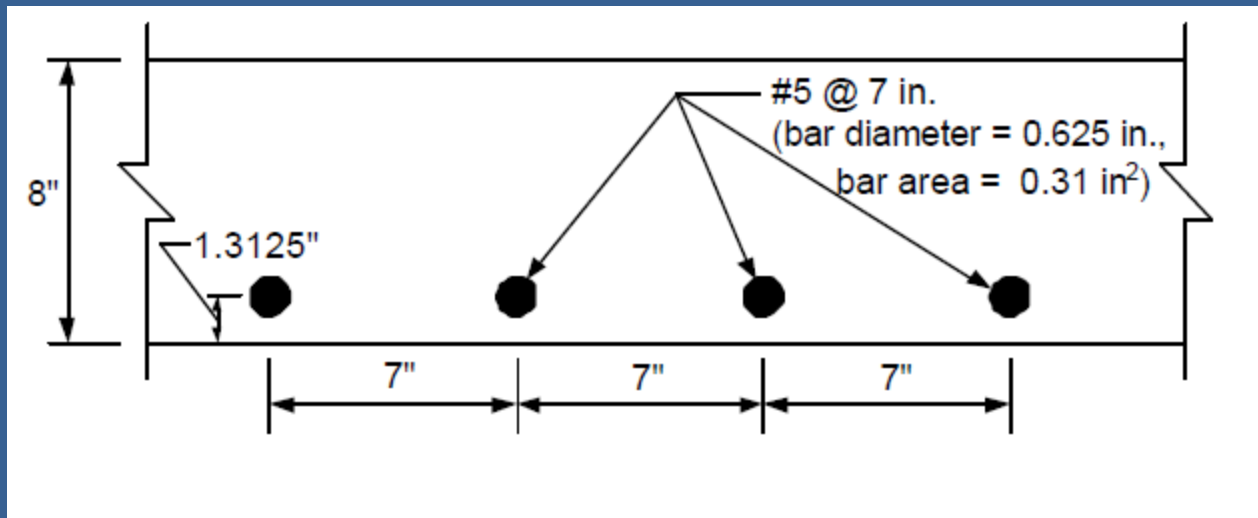 #5 @ 7 in.
(bar diameter = 0.625 in.,
bar area = 0.31 in²)
8"
1.3125"
7"
7"
7"